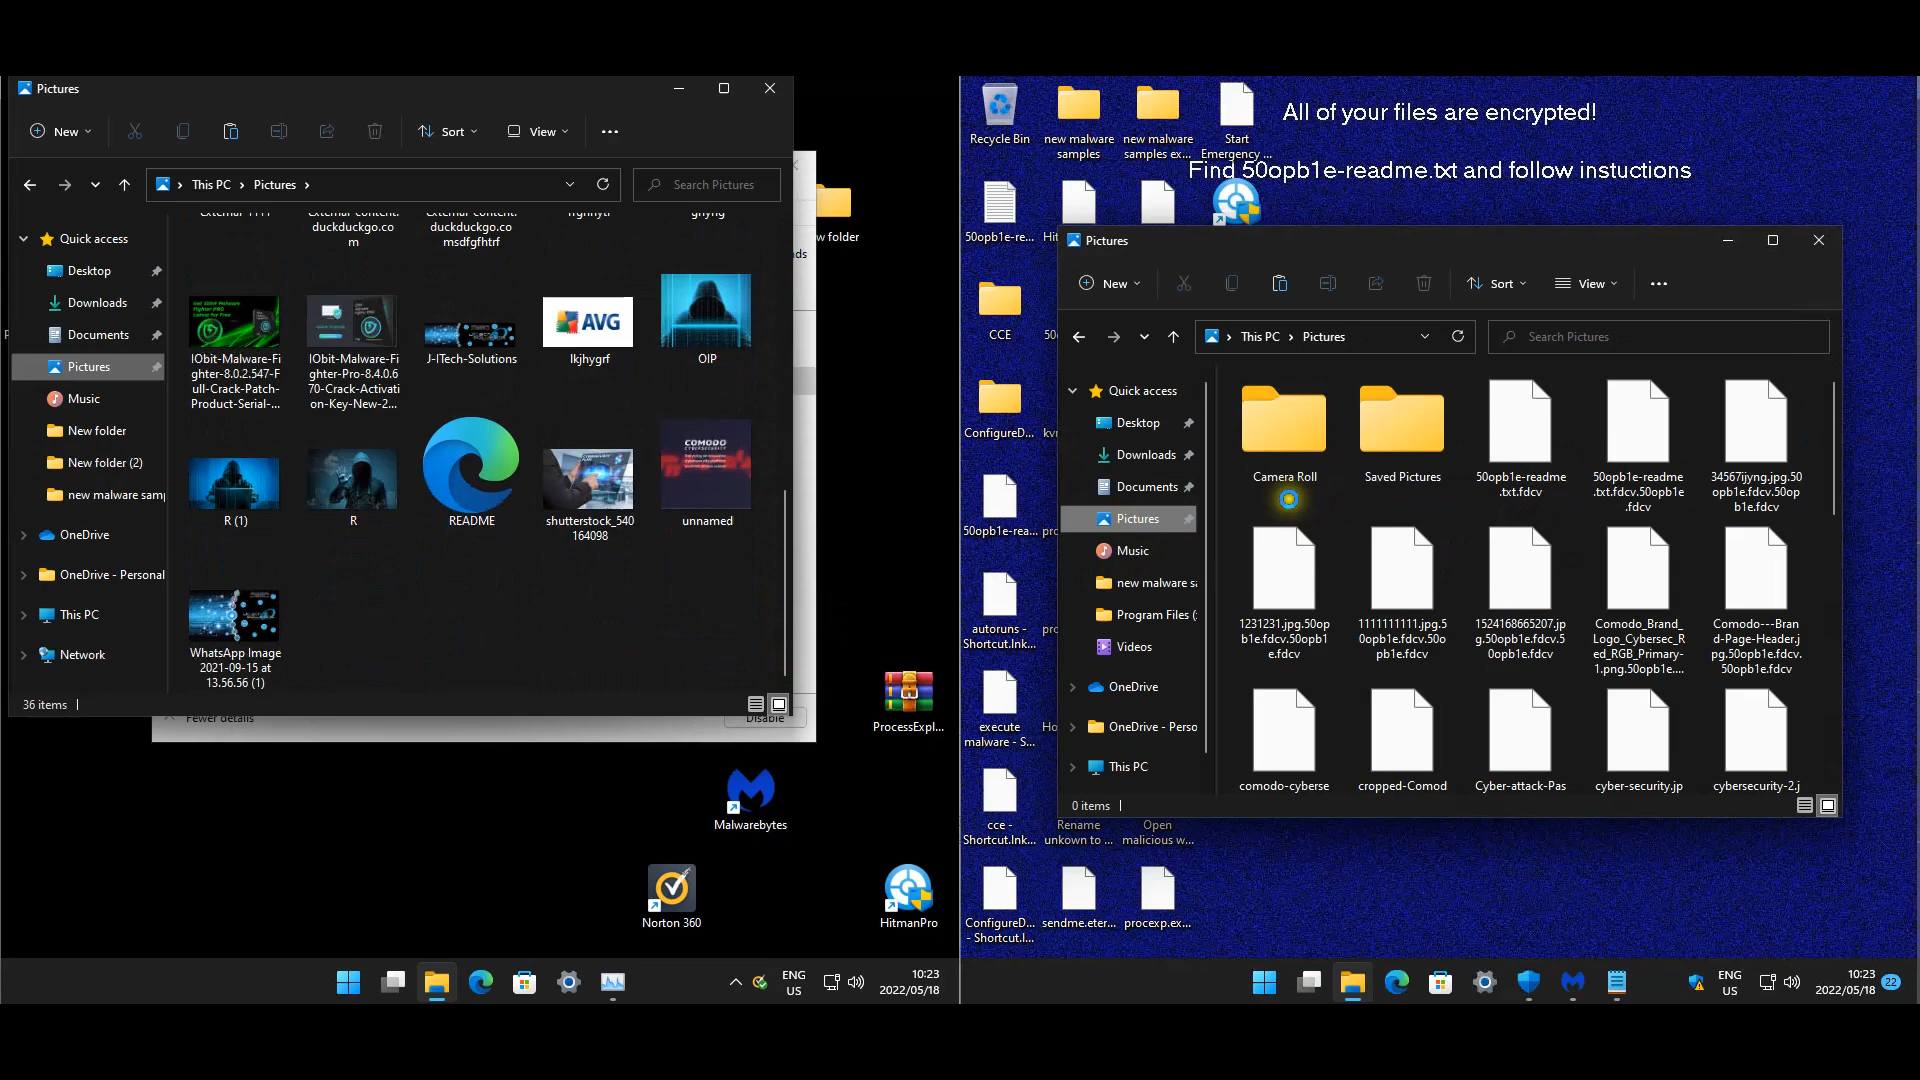 Pictures
New
Sort
View
This PC
Pictures
Search Pictures
duckduckgo.co
m
duckduckgo.co
msdfgfhtrf
Quick access
Desktop
Downloads
Documents
Pictures
Music
New folder
New folder (2)
new malware samp
OneDrive
OneDrive - Personal
This PC
Network
IObit-Malware-Fi
ghter-8.0.2.547-F
ull-Crack-Patch-
Product-Serial-...
IObit-Malware-Fi
ghter-Pro-8.4.0.6
70-Crack-Activati
on-Key-New-2...
J-ITech-Solutions
AVG
lkjhygrf
OIP
R (1)
R
README
shutterstock_540
164098
COMODO
CYBERSECURITY
unnamed
WhatsApp Image
2021-09-15 at
13.56.56 (1)
36 items
Fewer details
Disable
w folder
ds
ProcessExpl...
Malwarebytes
Norton 360
HitmanPro
ENG
US
10:23
2022/05/18
All of your files are encrypted!
Find 50opb1e-readme.txt and follow instuctions
Recycle Bin
new malware
samples
new malware
samples ex...
Start
Emergency ...
50opb1e-re...
Hit
CCE
50
ConfigureD...
kv
50opb1e-rea...
pro
autoruns -
Shortcut.lnk...
pro
execute
malware - S...
Ho
cce -
Shortcut.lnk...
Rename
unkown to ...
Open
malicious w...
ConfigureD...
- Shortcut.l...
sendme.eter...
procexp.ex...
Pictures
New
Sort
View
This PC
Pictures
Search Pictures
Quick access
Desktop
Downloads
Documents
Pictures
Music
new malware sa
Program Files (
Videos
OneDrive
OneDrive - Perso
This PC
Camera Roll
Saved Pictures
50opb1e-readme
.txt.fdcv
50opb1e-readme
.txt.fdcv.50opb1e
.fdcv
34567ijyng.jpg.50
opb1e.fdcv.50op
b1e.fdcv
1231231.jpg.50op
b1e.fdcv.50opb1
e.fdcv
1111111111.jpg.5
0opb1e.fdcv.50o
pb1e.fdcv
1524168665207.jp
g.50opb1e.fdcv.5
0opb1e.fdcv
Comodo_Brand_
Logo_Cybersec_R
ed_RGB_Primary-
1.png.50opb1e....
Comodo---Bran
d-Page-Header.j
pg.50opb1e.fdcv.
50opb1e.fdcv
comodo-cyberse
cropped-Comod
Cyber-attack-Pas
cyber-security.jp
cybersecurity-2.j
0 items
ENG
US
10:23
2022/05/18
22